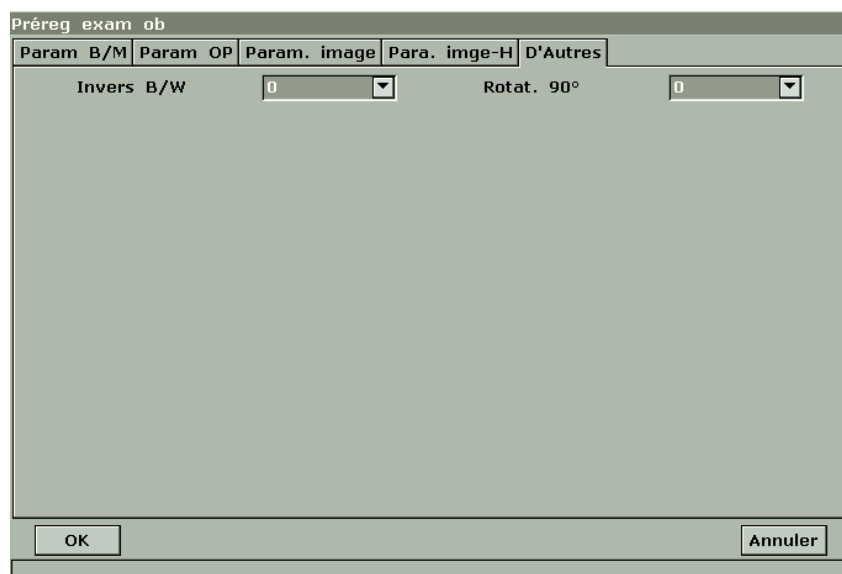 Préreg exam ob
Param B/M Param OP Param. image Para. imge-H D'Autres
Invers B/W 0 Rotat. 90° 0
OK Annuler